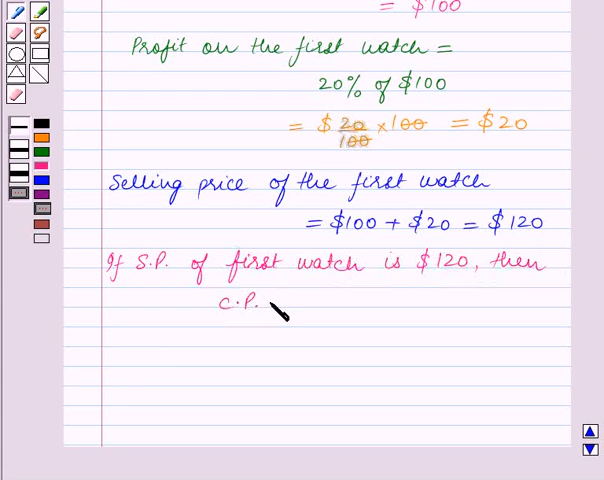 = $100
Profit on the first watch =
20% of $100
= $ 20/100 × 100 = $20
Selling price of the first watch
= $100 + $20 = $120
If S.P. of first watch is $120, then
C.P.